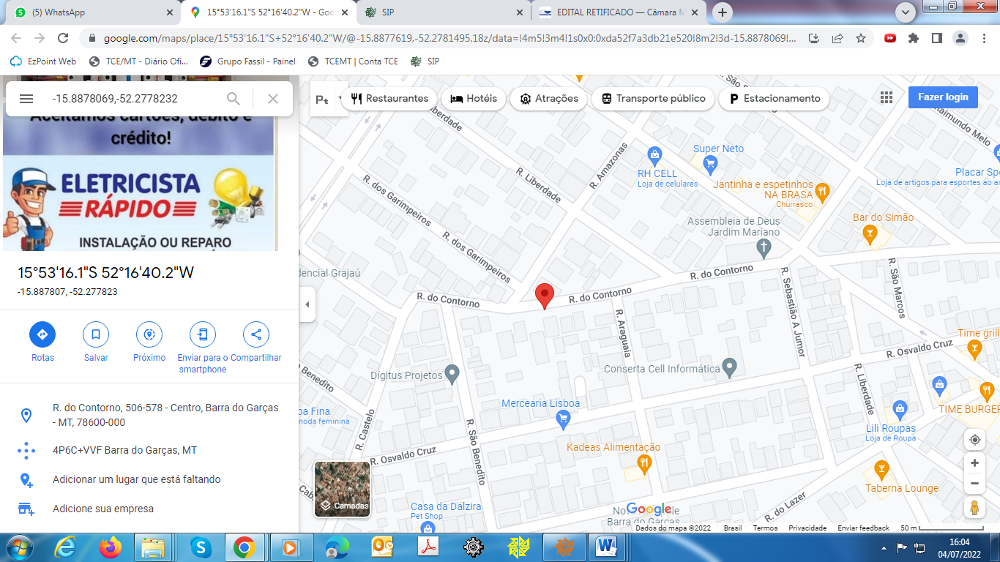 (5) WhatsApp
15°53'16.1"S 52°16'40.2"W - Goo
SIP
EDITAL RETIFICADO — Câmara M
google.com/maps/place/15°53'16.1"S+52°16'40.2"W/@-15.8877619,-52.2781495,18z/data=!4m5!3m4!1s0x0:0xda52f7a3db21e520!8m2!3d-15.8878069!...
EzPoint Web
TCE/MT - Diário Ofi...
Grupo Fassil - Painel
TCEMT | Conta TCE
SIP
-15.8878069,-52.2778232
Restaurantes
Hotéis
Atrações
Transporte público
Estacionamento
Fazer login
Aceitamos cartões, débito e
crédito!
ELETRICISTA
RÁPIDO
INSTALAÇÃO OU REPARO
15°53'16.1"S 52°16'40.2"W
-15.887807, -52.277823
Rotas
Salvar
Próximo
Enviar para o
smartphone
Compartilhar
R. do Contorno, 506-578 - Centro, Barra do Garças
- MT, 78600-000
4P6C+VVF Barra do Garças, MT
Adicionar um lugar que está faltando
Adicione sua empresa
Liberdade
R. Liberdade
R. Amazonas
Raimundo Melo
Super Neto
RH CELL
Loja de celulares
Jantinha e espetinhos
NA BRASA
Churrasco
Placar Spo
Loja de artigos para esportes ao ar
Bar do Simão
Assembleia de Deus
Jardim Mariano
R. dos Garimpeiros
R. dos Garimpeiros
dencial Grajaú
R. do Contorno
R. do Contorno
R. do Contorno
R. Araguaia
R. Sebastião A Jumor
R. São Marcos
Time grill
R. Osvaldo Cruz
Conserta Cell Informática
Dígitus Projetos
Benedito
R. Liberdade
TIME BURGER
Mercearia Lisboa
pa Fina
moda feminina
R. Castelo
R. São Benedito
Lili Roupas
Loja de Roupa
Kadeas Alimentação
R. Osvaldo Cruz
Taberna Lounge
R. do Lazer
Casa da Dalzira
Pet Shop
Barra do Garças
Camadas
Google
Dados do mapa ©2022
Brasil
Termos
Privacidade
Enviar feedback
50 m
16:04
04/07/2022